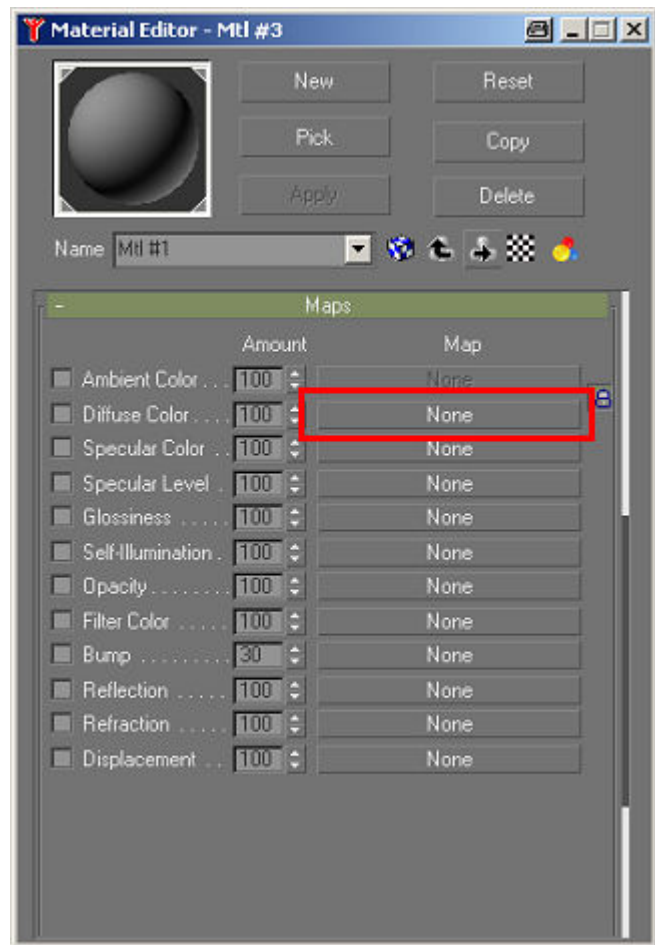 Material Editor - Mtl #3
New Reset
Pick Copy
Apply Delete
Name Mtl #1
- Maps
Amount Map
Ambient Color . . . 100 None
Diffuse Color . . . . 100 None
Specular Color . . 100 None
Specular Level . 100 None
Glossiness . . . . . 100 None
Self-Illumination . 100 None
Opacity . . . . . . . . 100 None
Filter Color . . . . . 100 None
Bump . . . . . . . . . 30 None
Reflection . . . . . 100 None
Refraction . . . . . 100 None
Displacement . . 100 None